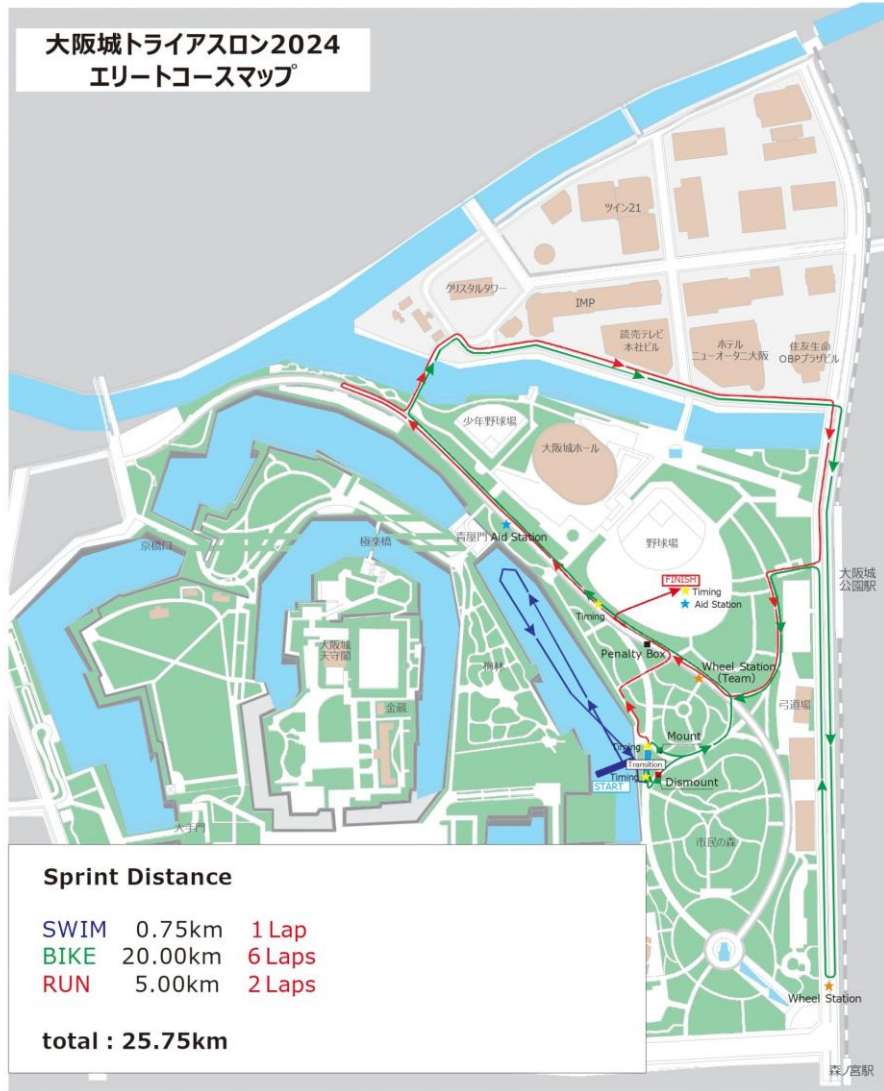 大阪城トライアスロン2024
エリートコースマップ
ツイン21
クリスタルタワー
IMP
読売テレビ
本社ビル
ホテル
ニューオータニ大阪
住友生命
OBPプラザビル
少年野球場
大阪城ホール
青屋門 Aid Station
京橋口
極楽橋
野球場
大阪城
公園駅
FINISH
Timing
Aid Station
Timing
Penalty Box
大阪城
天守閣
梅林
Wheel Station
(Team)
金蔵
弓道場
Mount
Timing
Transition
Timing
Dismount
START
大手門
市民の森
Sprint Distance
SWIM 0.75km 1 Lap
BIKE 20.00km 6 Laps
RUN 5.00km 2 Laps
total : 25.75km
Wheel Station
森ノ宮駅